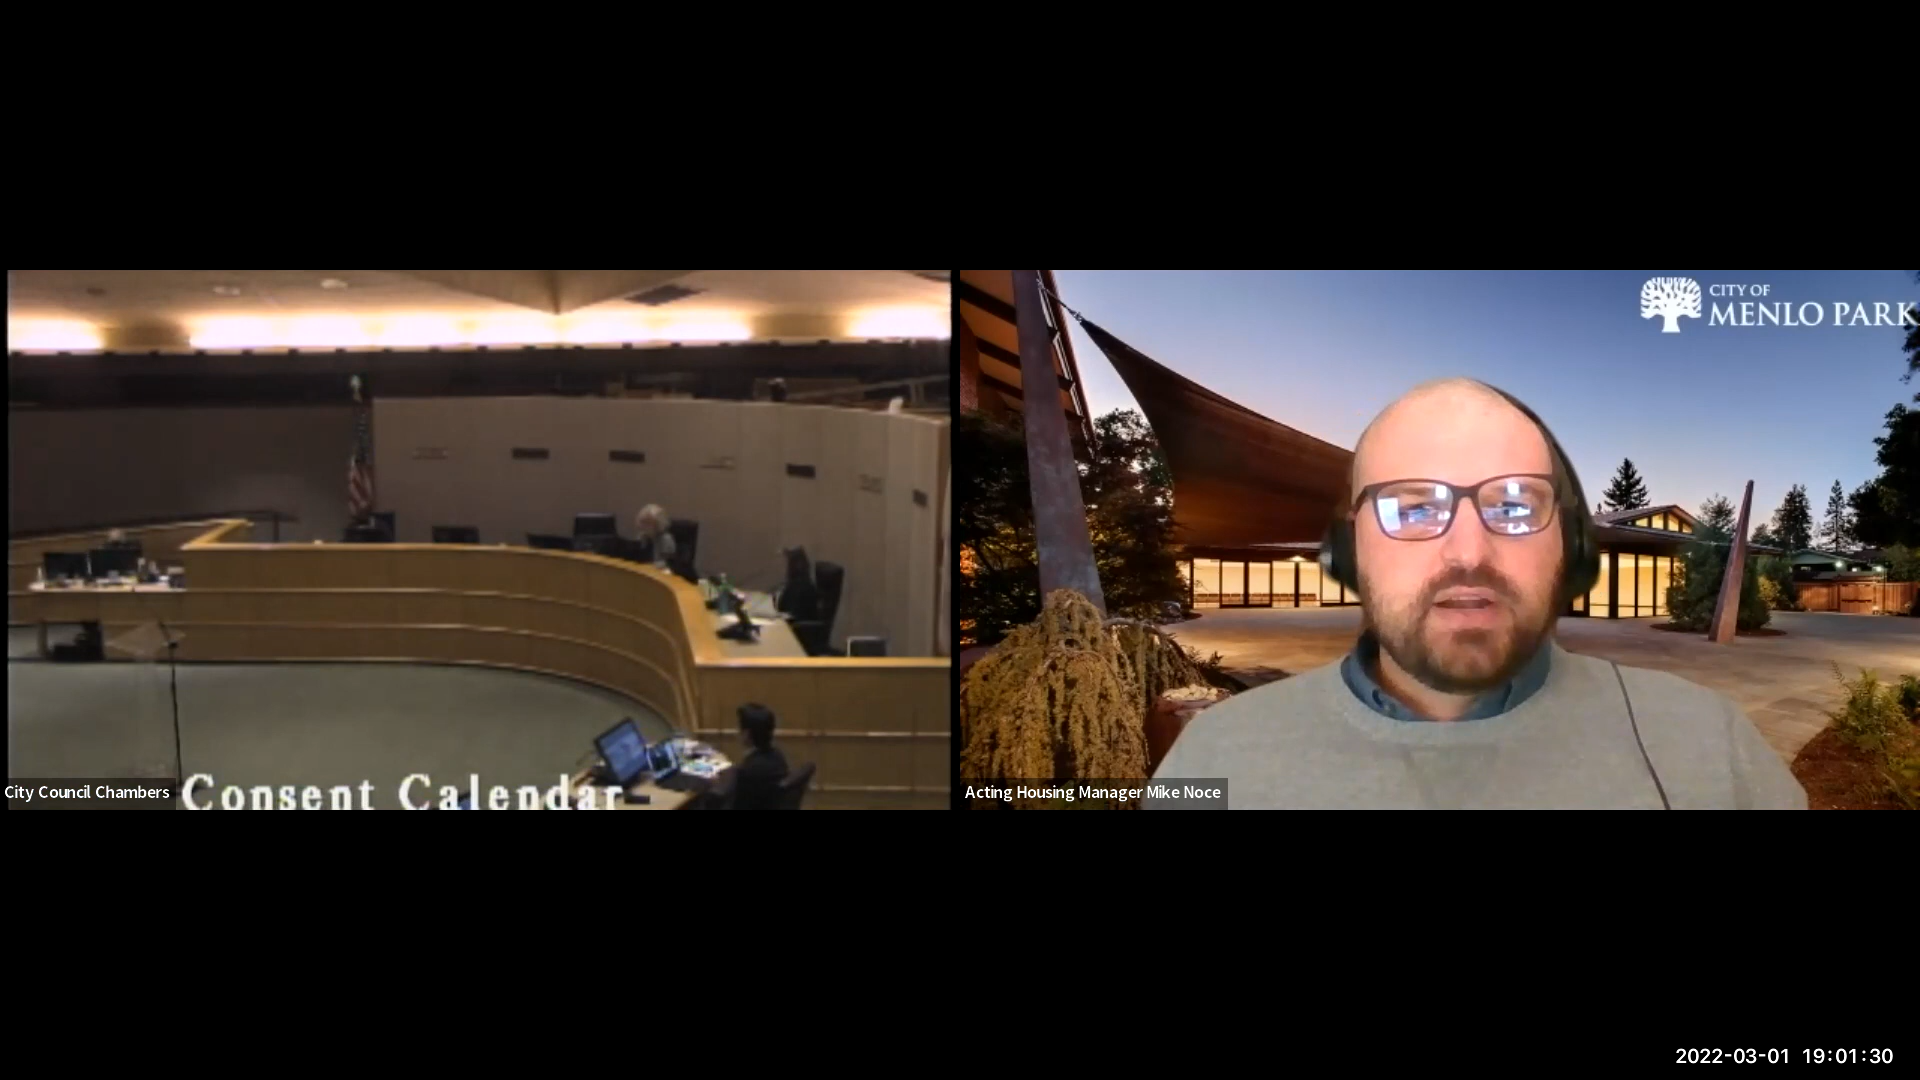 CITY OF
MENLO PARK
City Council Chambers
Consent Calendar
Acting Housing Manager Mike Noce
2022-03-01 19:01:30